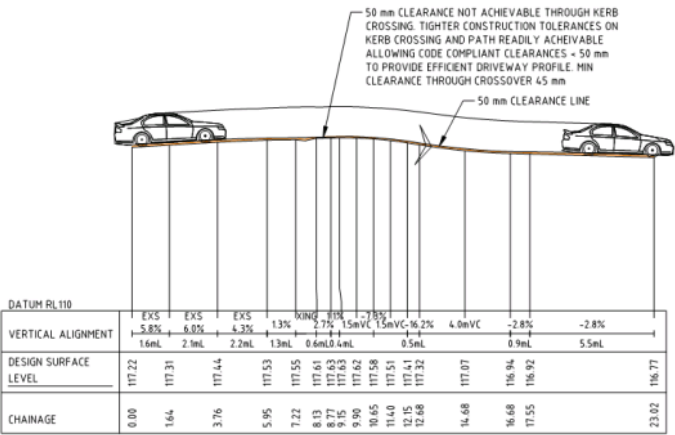 50 mm CLEARANCE NOT ACHIEVABLE THROUGH KERB
CROSSING. TIGHTER CONSTRUCTION TOLERANCES ON
KERB CROSSING AND PATH READILY ACHEIVABLE
ALLOWING CODE COMPLIANT CLEARANCES < 50 mm
TO PROVIDE EFFICIENT DRIVEWAY PROFILE. MIN
CLEARANCE THROUGH CROSSOVER 45 mm
50 mm CLEARANCE LINE
DATUM RL110
EXS EXS EXS XING 1.1% -7.8%
VERTICAL ALIGNMENT 5.8% 6.0% 4.3% 1.3% 2.7% 1.5mVC 1.5mVC -16.2% 4.0mVC -2.8% -2.8%
1.6mL 2.1mL 2.2mL 1.3mL 0.6mL 0.4mL 0.5mL 0.9mL 5.5mL
DESIGN SURFACE
LEVEL
117.22 117.31 117.44 117.53 117.55 117.61 117.63 117.63 117.62 117.58 117.51 117.41 117.32 117.07 116.94 116.92 116.77
CHAINAGE 0.00 1.64 3.76 5.95 7.22 8.13 8.77 9.15 9.90 10.65 11.40 12.15 12.68 14.68 16.68 17.55 23.02